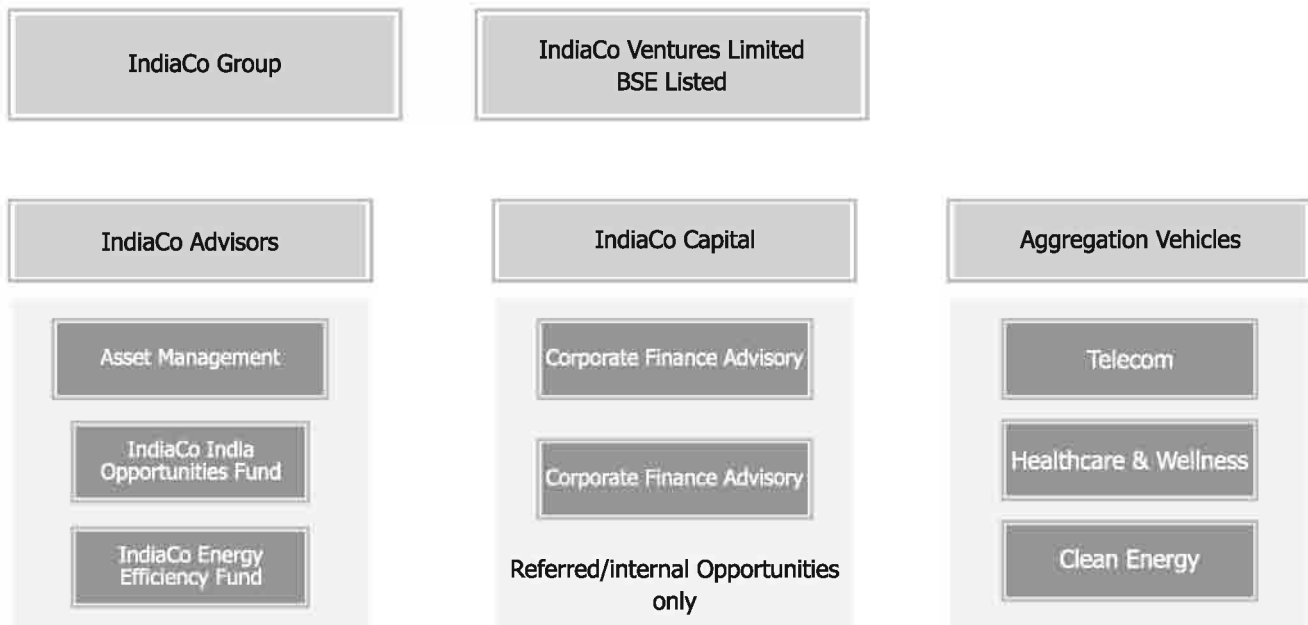 IndiaCo Group
IndiaCo Ventures Limited
BSE Listed
IndiaCo Advisors
Asset Management
IndiaCo India
Opportunities Fund
IndiaCo Energy
Efficiency Fund
IndiaCo Capital
Corporate Finance Advisory
Corporate Finance Advisory
Referred/internal Opportunities
only
Aggregation Vehicles
Telecom
Healthcare & Wellness
Clean Energy